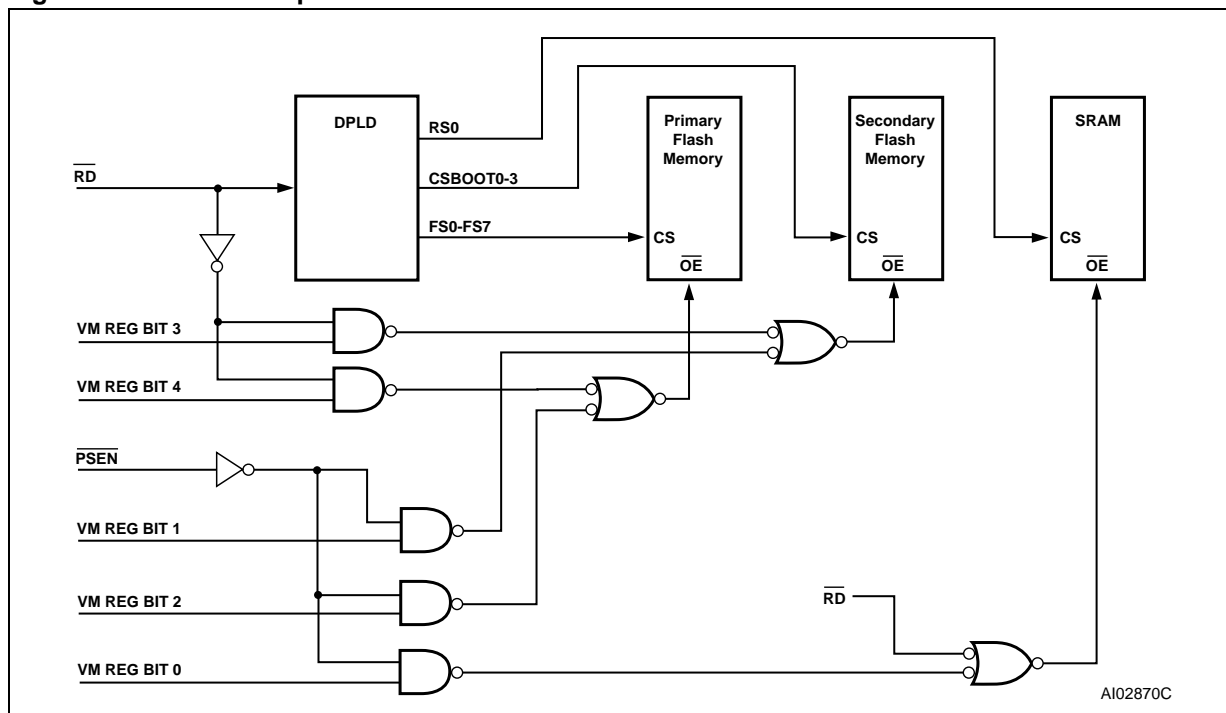 DPLD
RS0
CSBOOT0-3
FS0-FS7
Primary
Flash
Memory
CS
OE
Secondary
Flash
Memory
CS
OE
SRAM
CS
OE
RD
VM REG BIT 3
VM REG BIT 4
PSEN
VM REG BIT 1
VM REG BIT 2
VM REG BIT 0
RD
AI02870C